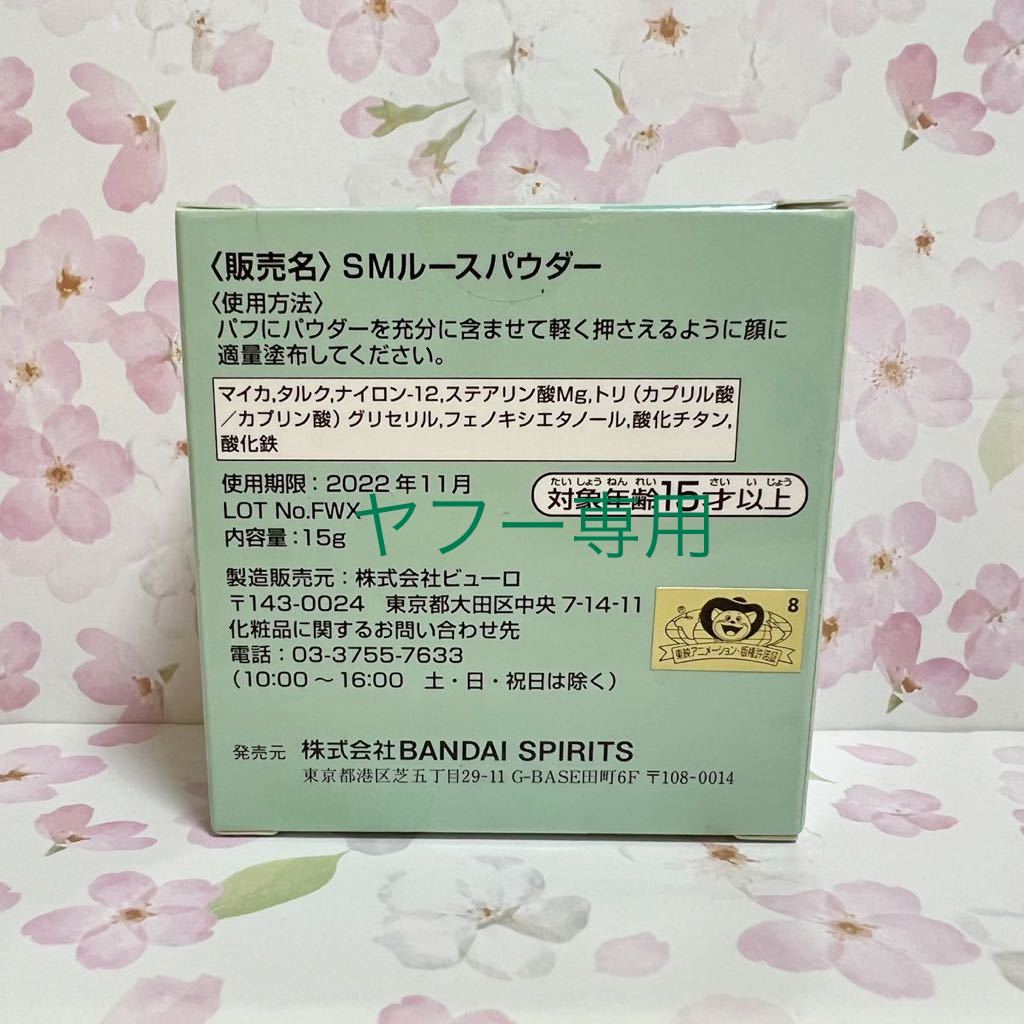 〈販売名〉SMルースパウダー
〈使用方法〉
パフにパウダーを充分に含ませて軽く押さえるように顔に
適量塗布してください。
マイカ,タルク,ナイロン-12,ステアリン酸Mg,トリ(カプリル酸
/カプリン酸)グリセリル,フェノキシエタノール,酸化チタン,
酸化鉄
使用期限:2022年11月
LOT No.FWX
内容量:15g
たいしょうねんれい さい いじょう
対象年齢15才以上
ヤフー専用
製造販売元:株式会社ビューロ
〒143-0024 東京都大田区中央7-14-11
化粧品に関するお問い合わせ先
電話:03-3755-7633
(10:00~16:00 土・日・祝日は除く)
8
東映アニメーション・版権許諾証
発売元 株式会社BANDAI SPIRITS
東京都港区芝五丁目29-11 G-BASE田町6F 〒108-0014